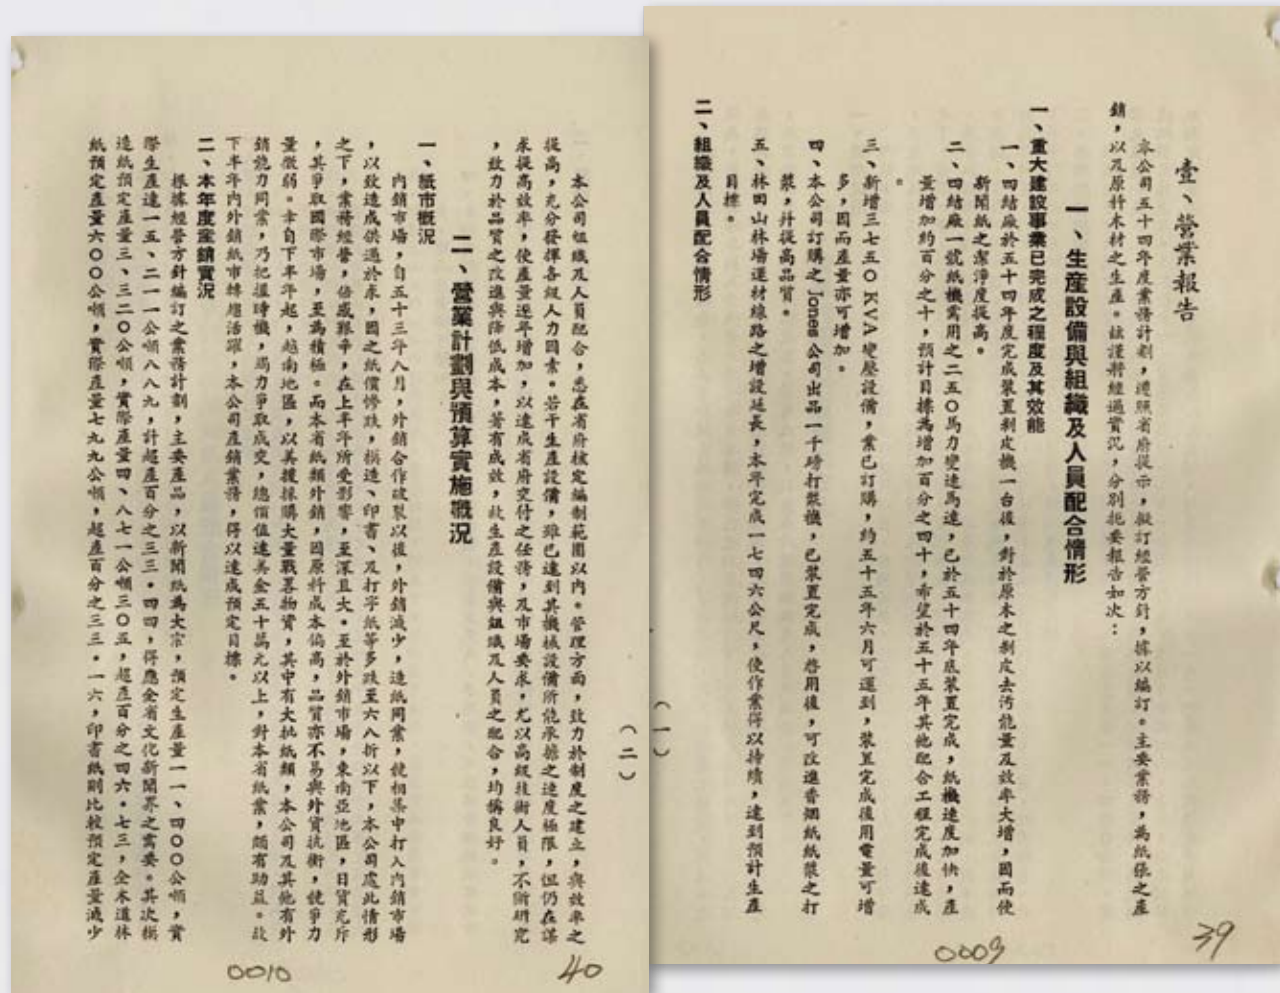 壹、營業報告
本公司五十四年度業務計劃，遵照省府提示，擬訂經營方針，據以編訂。主要業務，為紙張之產
銷，以及原料木材之生產。茲謹將經過實況，分別扼要報告如次：
一、生產設備與組織及人員配合情形
一、重大建設事業已完成之程度及其效能
一、四結廠於五十四年度完成裝置剝皮機一台後，對於原木之剝皮去污能量及效率大增，因而使
新聞紙之潔淨度提高。
二、四結廠一號紙機需用之二五０馬力變速馬達，已於五十四年底裝置完成，紙機速度加快，產
量增加約百分之十，預計目標為增加百分之四十，希望於五十五年其他配合工程完成後達成
。
三、新增三七五０KVA變壓設備，業已訂購，約五十五年六月可運到，裝置完成後用電量可增
多，因而產量亦可增加。
四、本公司訂購之Jones公司出品一千磅打漿機，已裝置完成，啓用後，可改進香烟紙紙漿之打
漿，并提高品質。
五、林田山林場運材線路之增設延長，本年完成一七四六公尺，使作業得以持續，達到預計生產
目標。
二、組織及人員配合情形
（一）
39
0009
本公司組織及人員配合，悉在省府核定編制範圍以內。管理方面，致力於制度之建立，與效率之
提高，充分發揮各級人力因素。若干生產設備，雖已達到其機械設備所能承擔之速度極限，但仍在謀
求提高效率，使產量逐年增加，以達成省府交付之任務，及市場要求，尤以高級技術人員，不斷研究
，致力於品質之改進與降低成本，著有成效，故生產設備與組織及人員之配合，均稱良好。
二、營業計劃與預算實施概況
一、紙市概況
內銷市場，自五十三年八月，外銷合作破裂以後，外銷減少，造紙同業，競相集中打入內銷市場
，以致造成供過於求，因之紙價慘跌，模造、印書、及打字紙等多跌至六八折以下，本公司處此情形
之下，業務經營，倍感艱辛，在上半年所受影響，至深且大。至於外銷市場，東南亞地區，日貨充斥
，其爭取國際市場，至為積極。而本省紙類外銷，因原料成本偏高，品質亦不易與外貨抗衡，競爭力
量微弱。幸自下半年起，越南地區，以美援採購大量戰畧物資，其中有大批紙類，本公司及其他有外
銷能力同業，乃把握時機，竭力爭取成交，總價值達美金五十萬元以上，對本省紙業，頗有助益。故
下半年內外銷紙市轉趨活躍，本公司產銷業務，得以達成預定目標。
二、本年度產銷實況
根據經營方針編訂之業務計劃，主要產品，以新聞紙為大宗，預定生產量一一、四００公噸，實
際生產達一五、二一一公噸八八九，計超產百分之三三．四四，得應全省文化新聞界之需要。其次模
造紙預定產量三、三二０公噸，實際產量四、八七一公噸三０五，超產百分之四六．七三，全木道林
紙預定產量六００公噸，實際產量七九九公噸，超產百分之三三．一六，印書紙則比較預定產量減少
（二）
40
0010